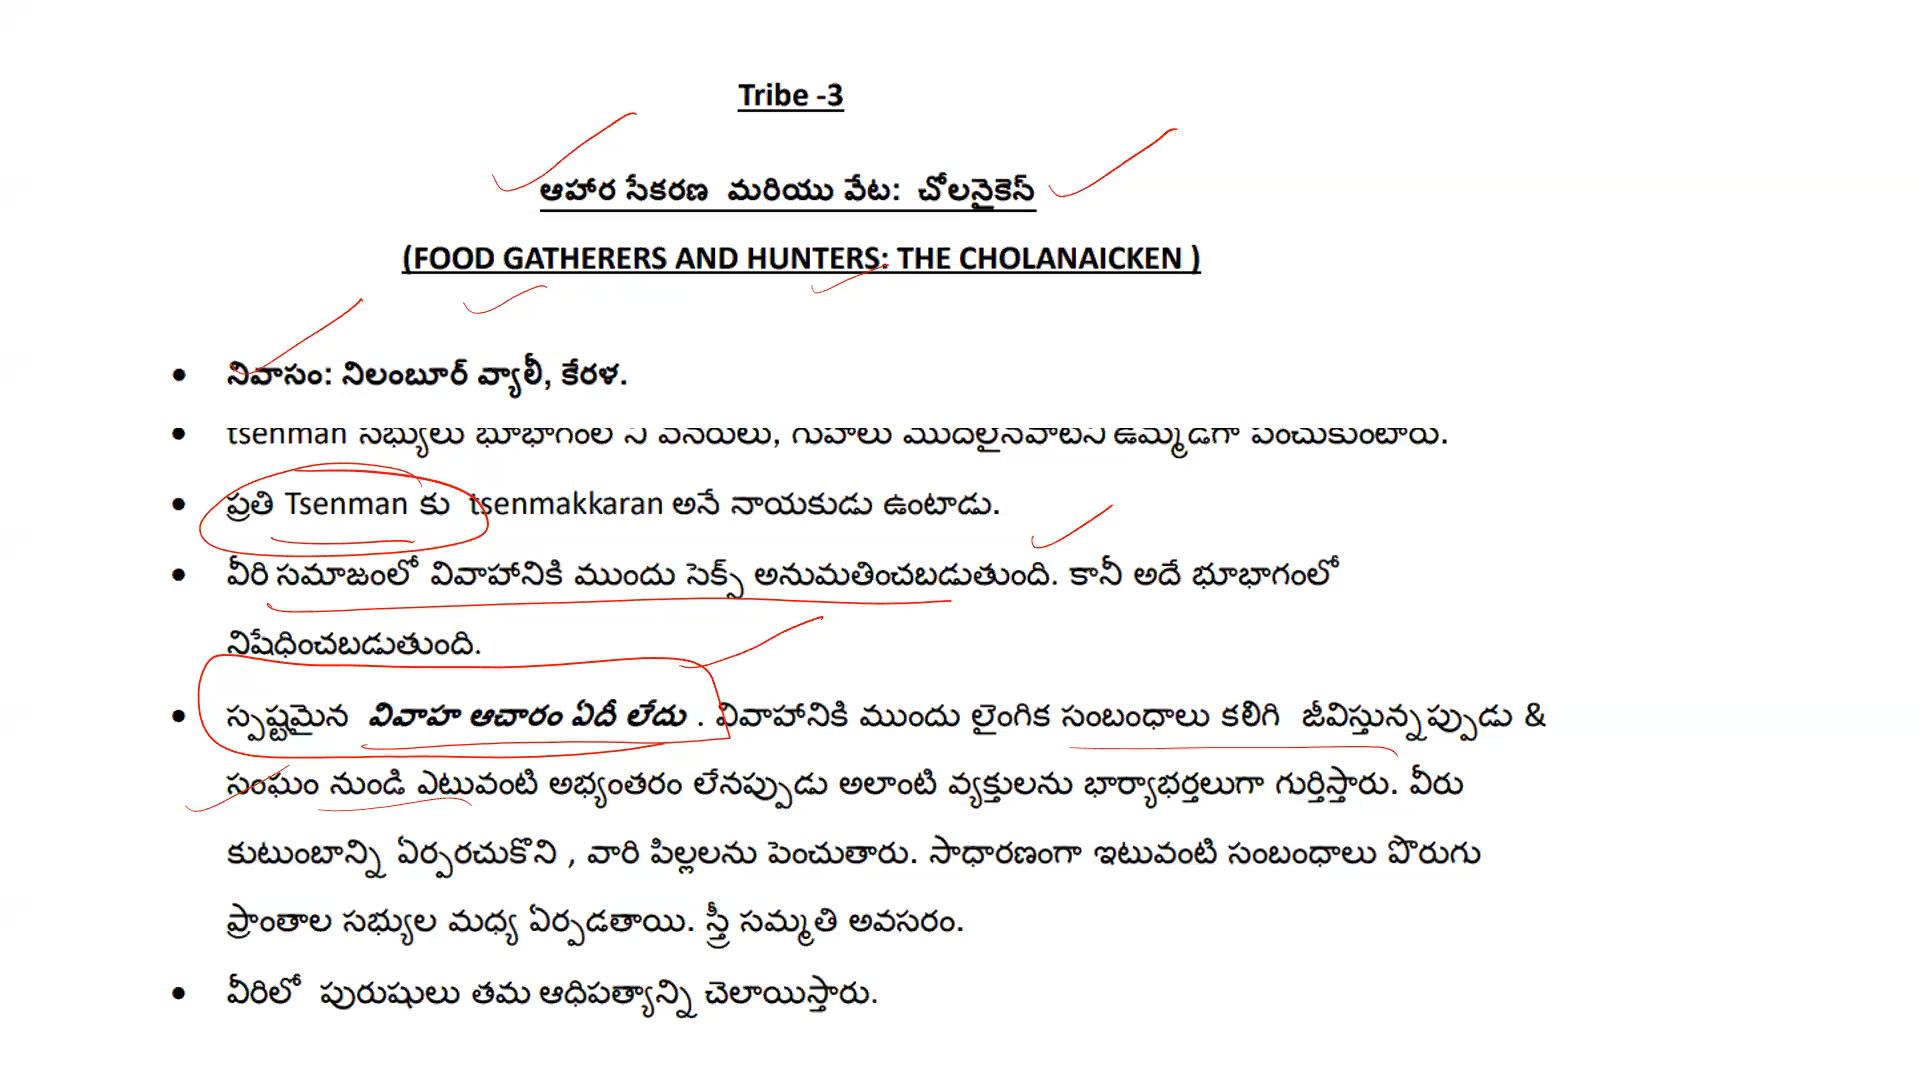 Tribe -3
ఆహార సేకరణ మరియు వేట: చోలనైకెన్
(FOOD GATHERERS AND HUNTERS: THE CHOLANAICKEN )
• నివాసం: నిలంబూర్ వ్యాలీ, కేరళ.
• tsenman సభ్యులు భూభాగంలో ని వనరులు, గుహలు మొదలైనవాటిని ఉమ్మడిగా పంచుకుంటారు.
• ప్రతి Tsenman కు tsenmakkaran అనే నాయకుడు ఉంటాడు.
• వీరి సమాజంలో వివాహానికి ముందు సెక్స్ అనుమతించబడుతుంది. కానీ అదే భూభాగంలో
నిషేధించబడుతుంది.
• స్పష్టమైన వివాహ ఆచారం ఏదీ లేదు . వివాహానికి ముందు లైంగిక సంబంధాలు కలిగి జీవిస్తున్నప్పుడు &
సంఘం నుండి ఎటువంటి అభ్యంతరం లేనప్పుడు అలాంటి వ్యక్తులను భార్యాభర్తలుగా గుర్తిస్తారు. వీరు
కుటుంబాన్ని ఏర్పరచుకొని , వారి పిల్లలను పెంచుతారు. సాధారణంగా ఇటువంటి సంబంధాలు పొరుగు
ప్రాంతాల సభ్యుల మధ్య ఏర్పడతాయి. స్త్రీ సమ్మతి అవసరం.
• వీరిలో పురుషులు తమ ఆధిపత్యాన్ని చెలాయిస్తారు.